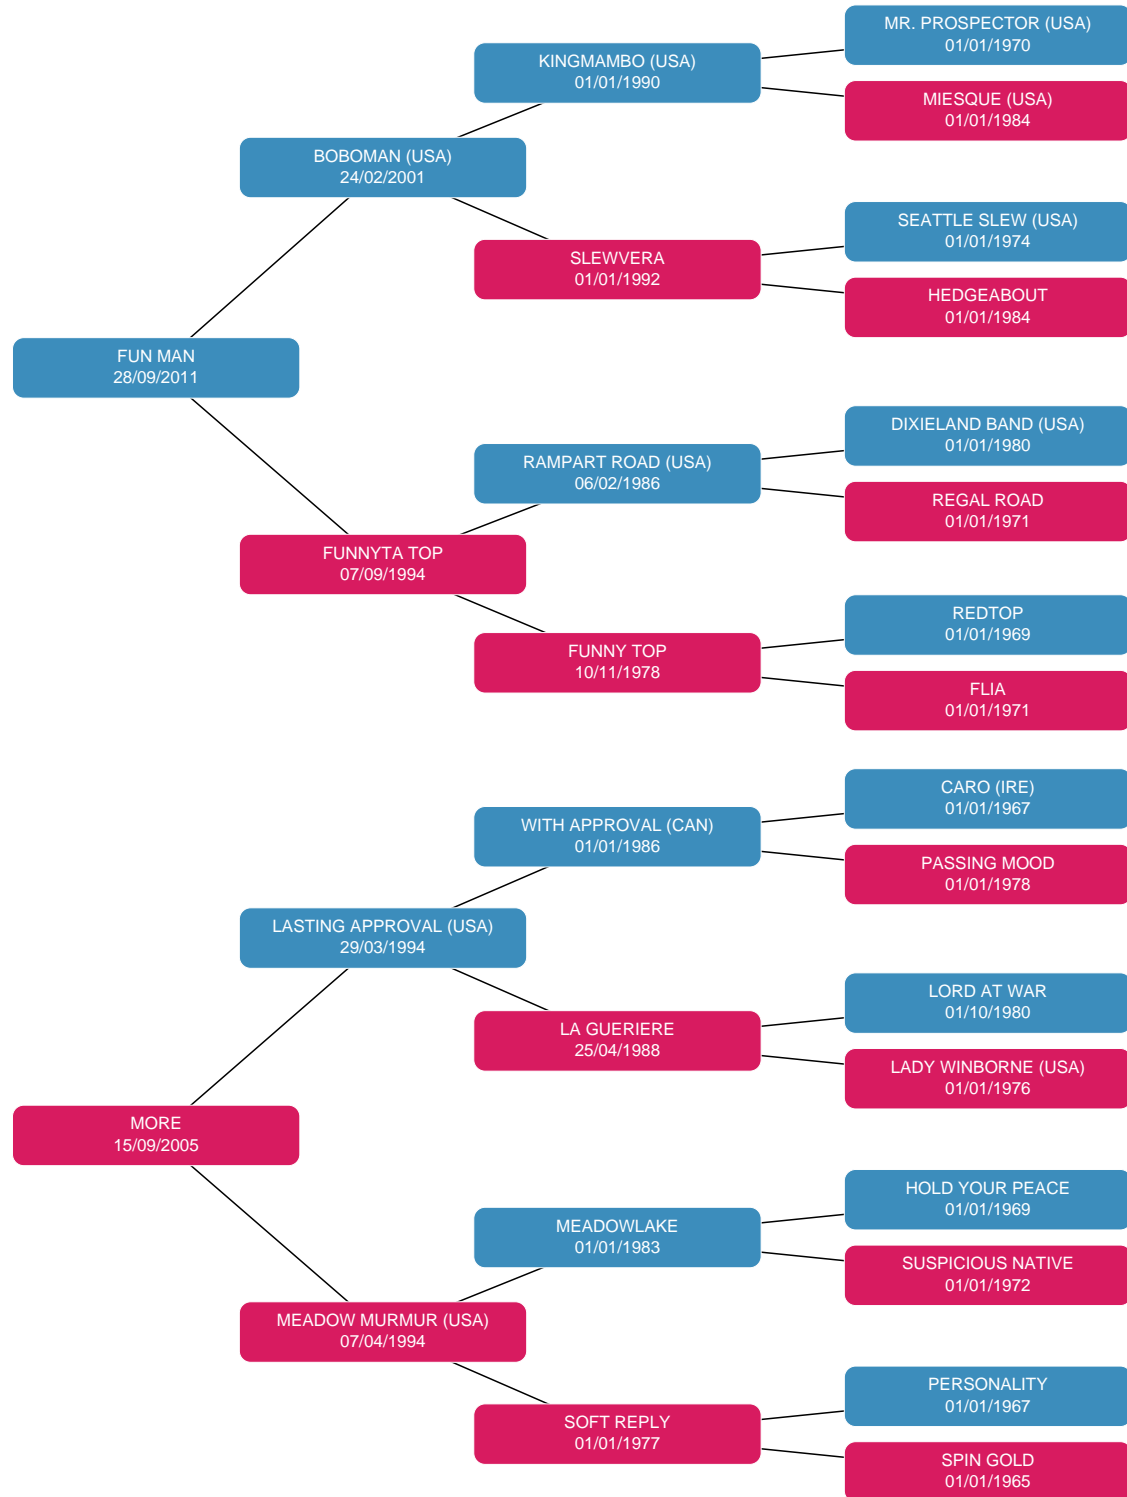 MR. PROSPECTOR (USA)
01/01/1970
KINGMAMBO (USA)
01/01/1990
MIESQUE (USA)
01/01/1984
BOBOMAN (USA)
24/02/2001
SEATTLE SLEW (USA)
01/01/1974
SLEWVERA
01/01/1992
HEDGEABOUT
01/01/1984
FUN MAN
28/09/2011
DIXIELAND BAND (USA)
01/01/1980
RAMPART ROAD (USA)
06/02/1986
REGAL ROAD
01/01/1971
FUNNYTA TOP
07/09/1994
REDTOP
01/01/1969
FUNNY TOP
10/11/1978
FLIA
01/01/1971
CARO (IRE)
01/01/1967
WITH APPROVAL (CAN)
01/01/1986
PASSING MOOD
01/01/1978
LASTING APPROVAL (USA)
29/03/1994
LORD AT WAR
01/10/1980
LA GUERIERE
25/04/1988
LADY WINBORNE (USA)
01/01/1976
MORE
15/09/2005
HOLD YOUR PEACE
01/01/1969
MEADOWLAKE
01/01/1983
SUSPICIOUS NATIVE
01/01/1972
MEADOW MURMUR (USA)
07/04/1994
PERSONALITY
01/01/1967
SOFT REPLY
01/01/1977
SPIN GOLD
01/01/1965